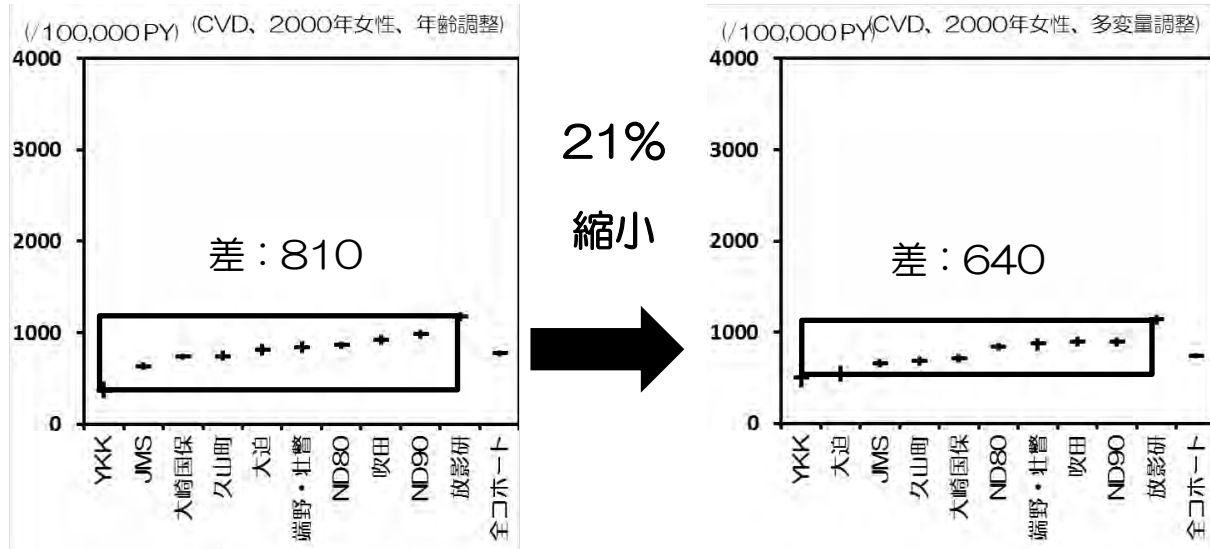 (/100,000PY) (CVD、2000年女性、年齢調整)
4000
3000
2000
1000
0
差:810
YKK
JMS
大崎国保
久山町
大迫
端野・壮瞥
ND80
吹田
ND90
放影研
全コホート
21%
縮小
(/100,000PY)(CVD、2000年女性、多変量調整)
4000
3000
2000
1000
0
差:640
YKK
大迫
JMS
久山町
大崎国保
ND80
端野・壮瞥
吹田
ND90
放影研
全コホート